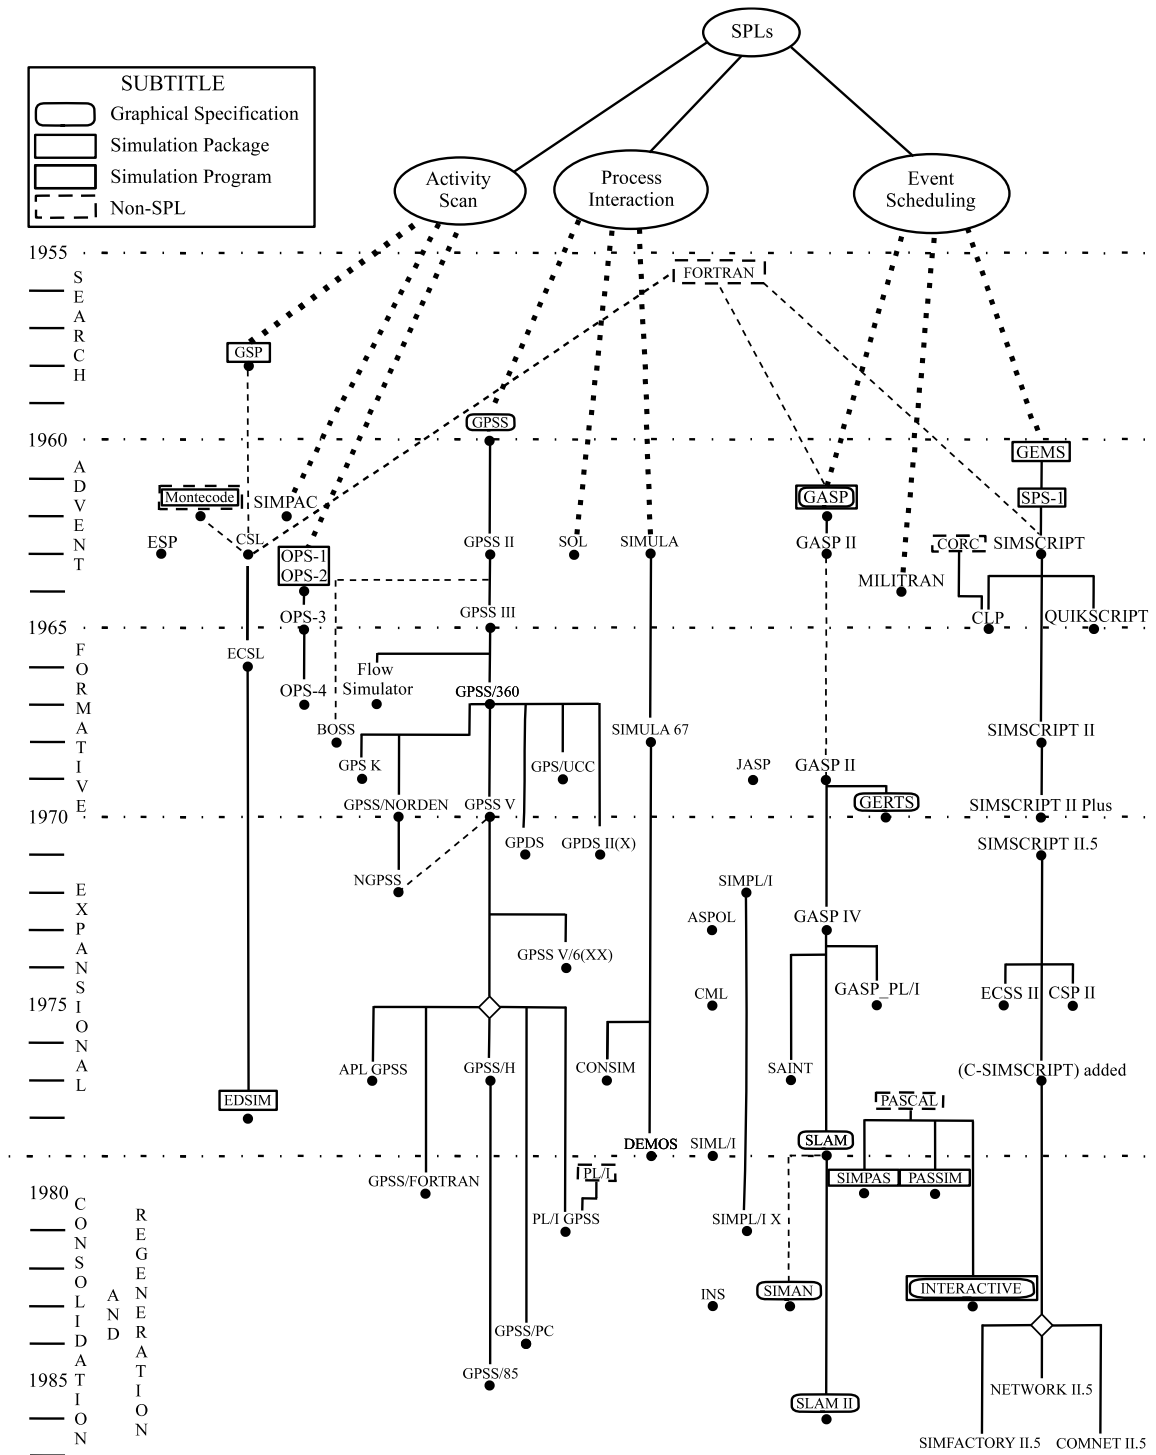 SPLs
SUBTITLE
Graphical Specification
Simulation Package
Simulation Program
Non-SPL
Activity
Scan
Process
Interaction
Event
Scheduling
1955
SEARCH
FORTRAN
GSP
GPSS
1960
ADVENT
GEMS
Montecode
SIMPAC
GASP
SPS-1
ESP
CSL
OPS-1
OPS-2
GPSS II
SOL
SIMULA
GASP II
CORC
SIMSCRIPT
MILITRAN
OPS-3
GPSS III
CLP
QUIKSCRIPT
1965
FORMATIVE
ECSL
Flow
Simulator
OPS-4
GPSS/360
BOSS
SIMULA 67
SIMSCRIPT II
GPS K
GPS/UCC
JASP
GASP II
GPSS/NORDEN
GPSS V
GERTS
SIMSCRIPT II Plus
1970
GPDS
GPDS II(X)
SIMSCRIPT II.5
EXPANSIONAL
NGPSS
SIMPL/I
ASPOL
GASP IV
GPSS V/6(XX)
CML
GASP_PL/I
ECSS II
CSP II
1975
APL GPSS
GPSS/H
CONSIM
SAINT
(C-SIMSCRIPT) added
EDSIM
PASCAL
DEMOS
SIML/I
SLAM
GPSS/FORTRAN
PL/I
SIMPAS
PASSIM
1980
CONSOLIDATION
AND
REGENERATION
PL/I GPSS
SIMPL/I X
INS
SIMAN
INTERACTIVE
GPSS/PC
GPSS/85
1985
NETWORK II.5
SLAM II
SIMFACTORY II.5
COMNET II.5